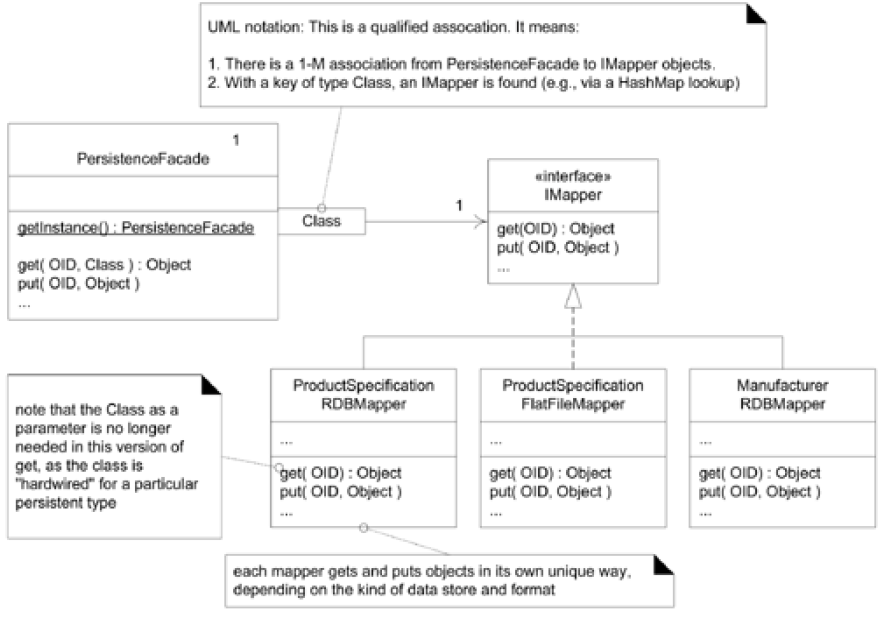 UML notation: This is a qualified assocation. It means:
1. There is a 1-M association from PersistenceFacade to IMapper objects.
2. With a key of type Class, an IMapper is found (e.g., via a HashMap lookup)
1
PersistenceFacade
getInstance() : PersistenceFacade
get( OID, Class ) : Object
put( OID, Object )
...
Class
1
«interface»
IMapper
get(OID) : Object
put( OID, Object )
...
note that the Class as a
parameter is no longer
needed in this version of
get, as the class is
"hardwired" for a particular
persistent type
ProductSpecification
RDBMapper
...
get( OID) : Object
put( OID, Object )
...
ProductSpecification
FlatFileMapper
...
get( OID) : Object
put( OID, Object )
...
Manufacturer
RDBMapper
...
get( OID) : Object
put( OID, Object )
...
each mapper gets and puts objects in its own unique way,
depending on the kind of data store and format